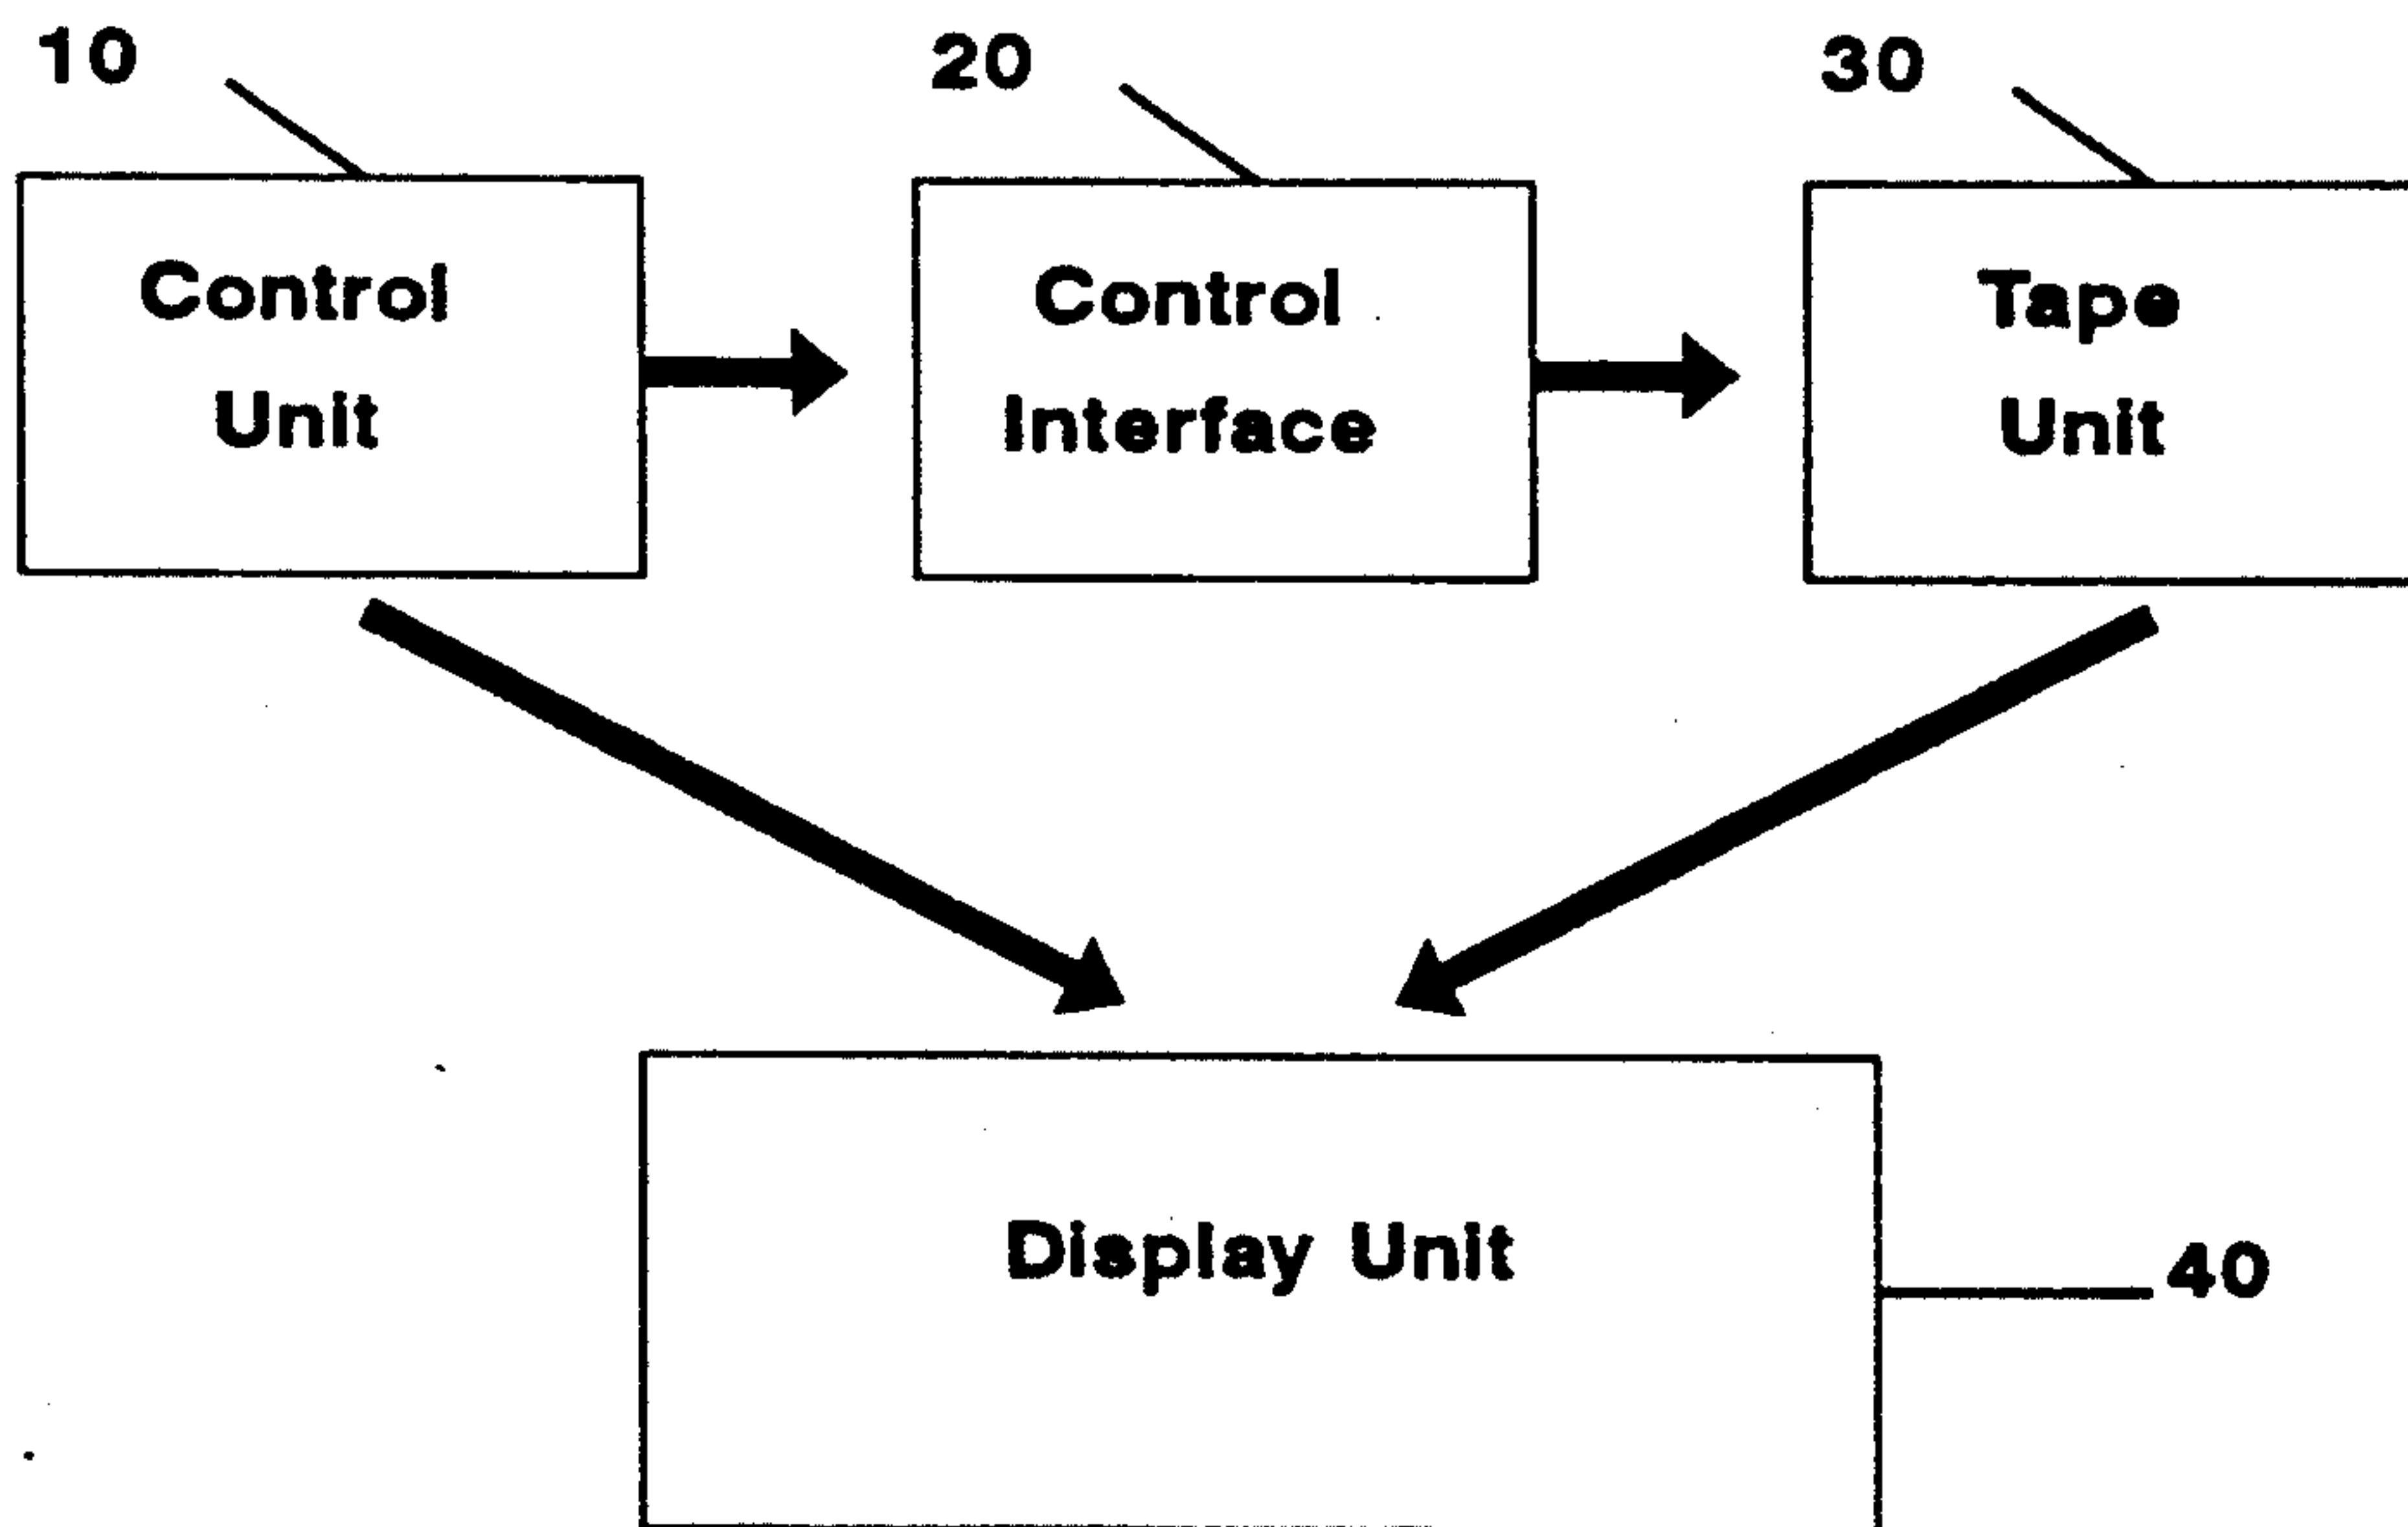 10
20
30
Control
Unit
Control
Interface
Tape
Unit
Display Unit
40